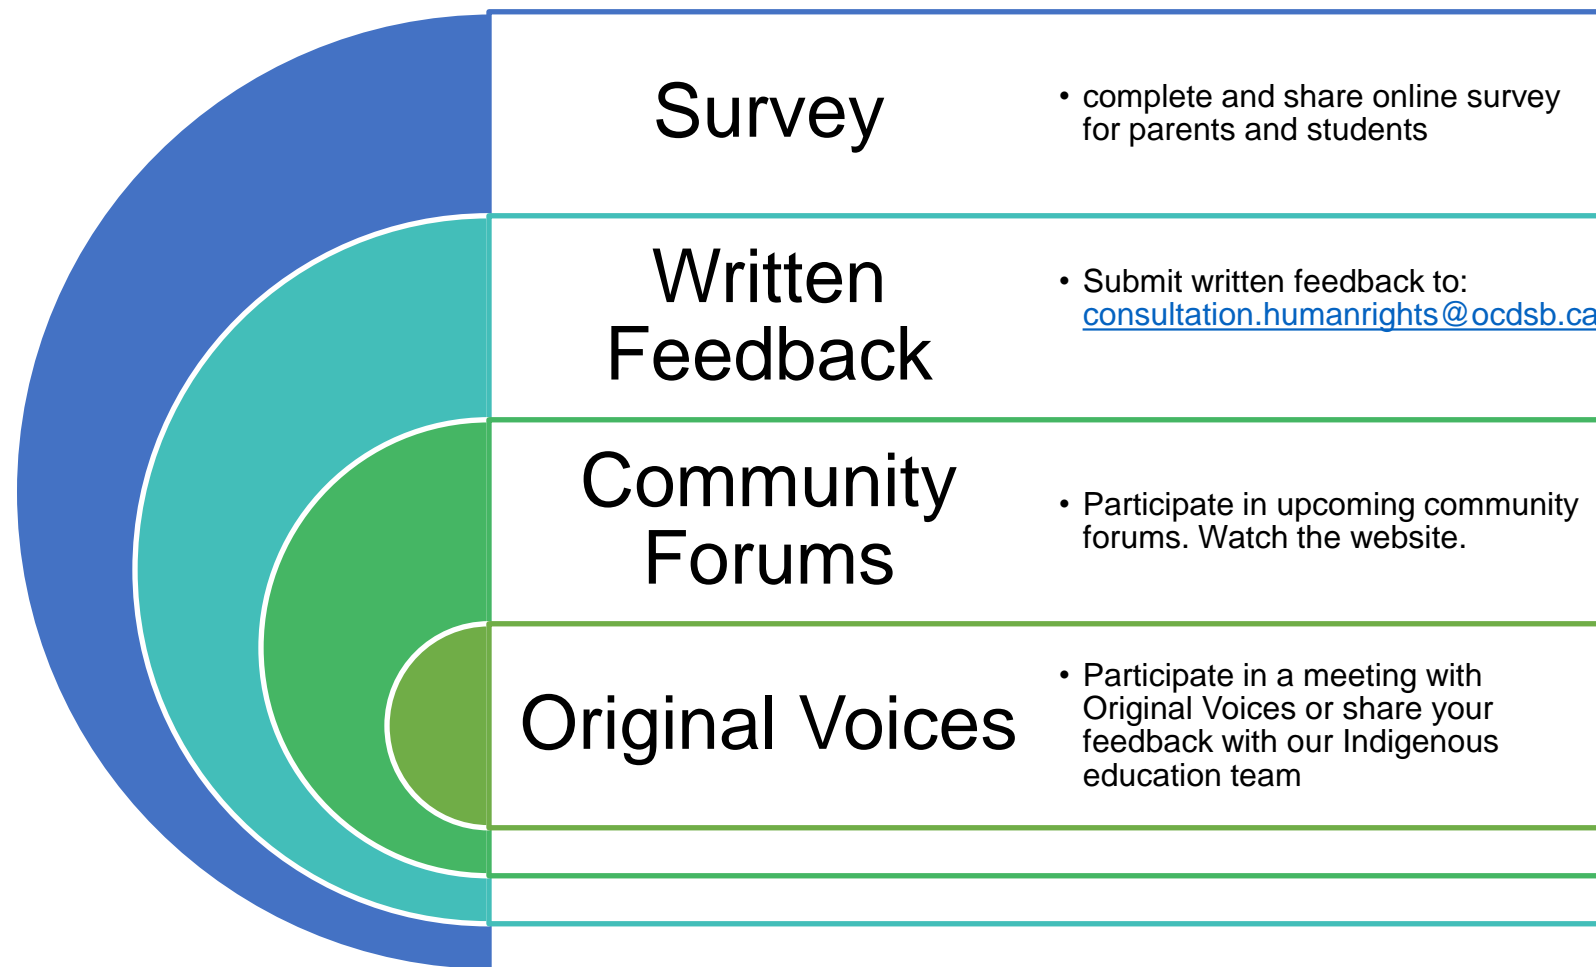 Survey
• complete and share online survey
for parents and students
Written
Feedback
• Submit written feedback to:
consultation.humanrights@ocdsb.ca
Community
Forums
• Participate in upcoming community
forums. Watch the website.
Original Voices
• Participate in a meeting with
Original Voices or share your
feedback with our Indigenous
education team